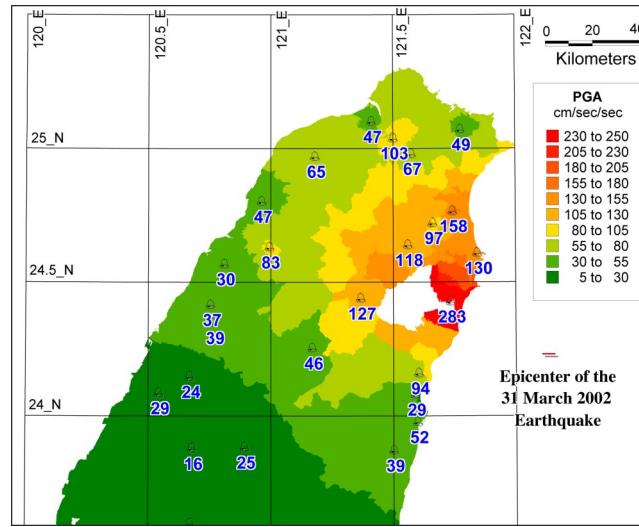 120_E
120.5_E
121_E
121.5_E
122_E
0 20 40
Kilometers
PGA
cm/sec/sec
230 to 250
205 to 230
180 to 205
155 to 180
130 to 155
105 to 130
80 to 105
55 to 80
30 to 55
5 to 30
25_N
24.5_N
24_N
47
103
49
65
67
47
158
97
83
118
130
30
127
283
37
39
46
94
24
29
29
52
16
25
39
Epicenter of the
31 March 2002
Earthquake